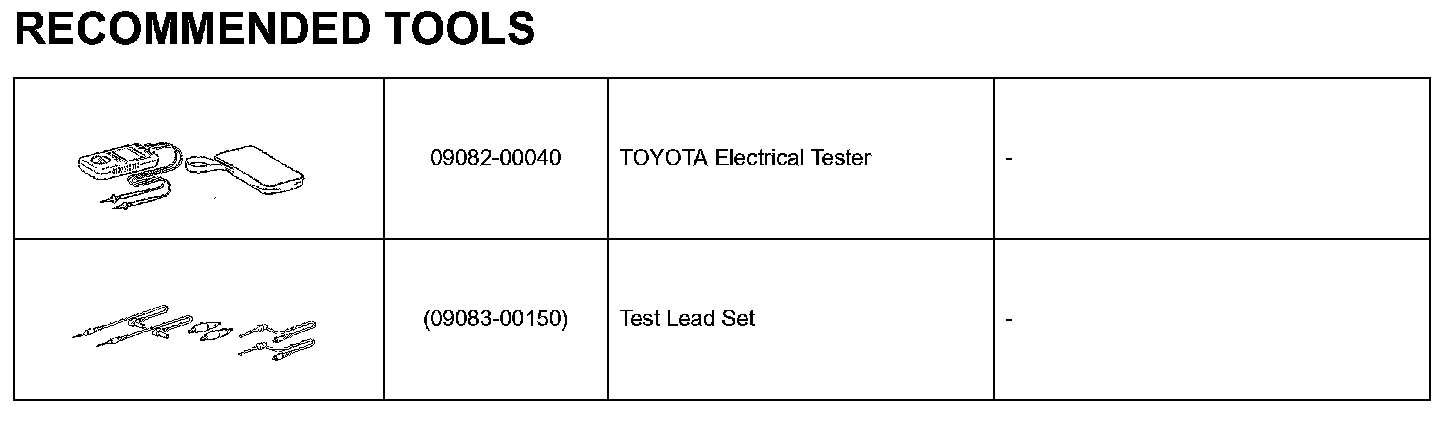 RECOMMENDED TOOLS
09082-00040 TOYOTA Electrical Tester -
(09083-00150) Test Lead Set -